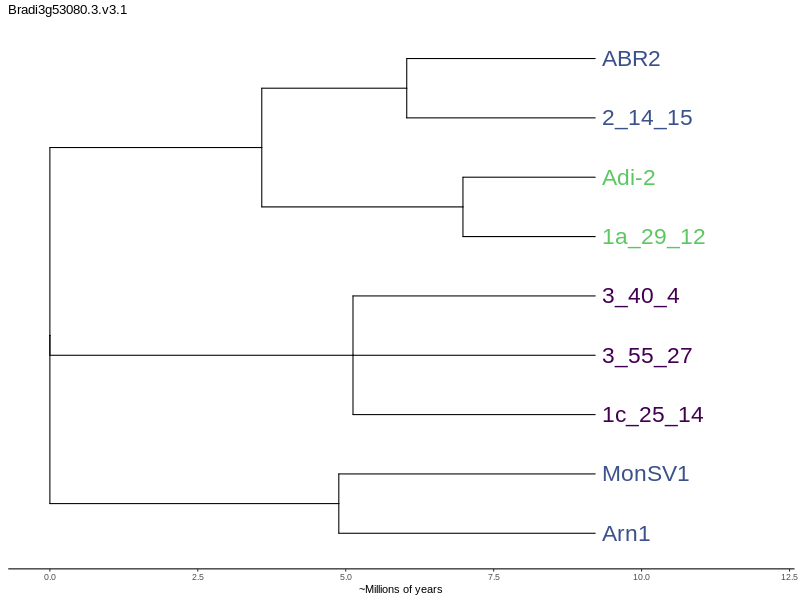 Bradi3g53080.3.v3.1
ABR2
2_14_15
Adi-2
1a_29_12
3_40_4
3_55_27
1c_25_14
MonSV1
Arn1
0.0 2.5 5.0 7.5 10.0 12.5
~Millions of years